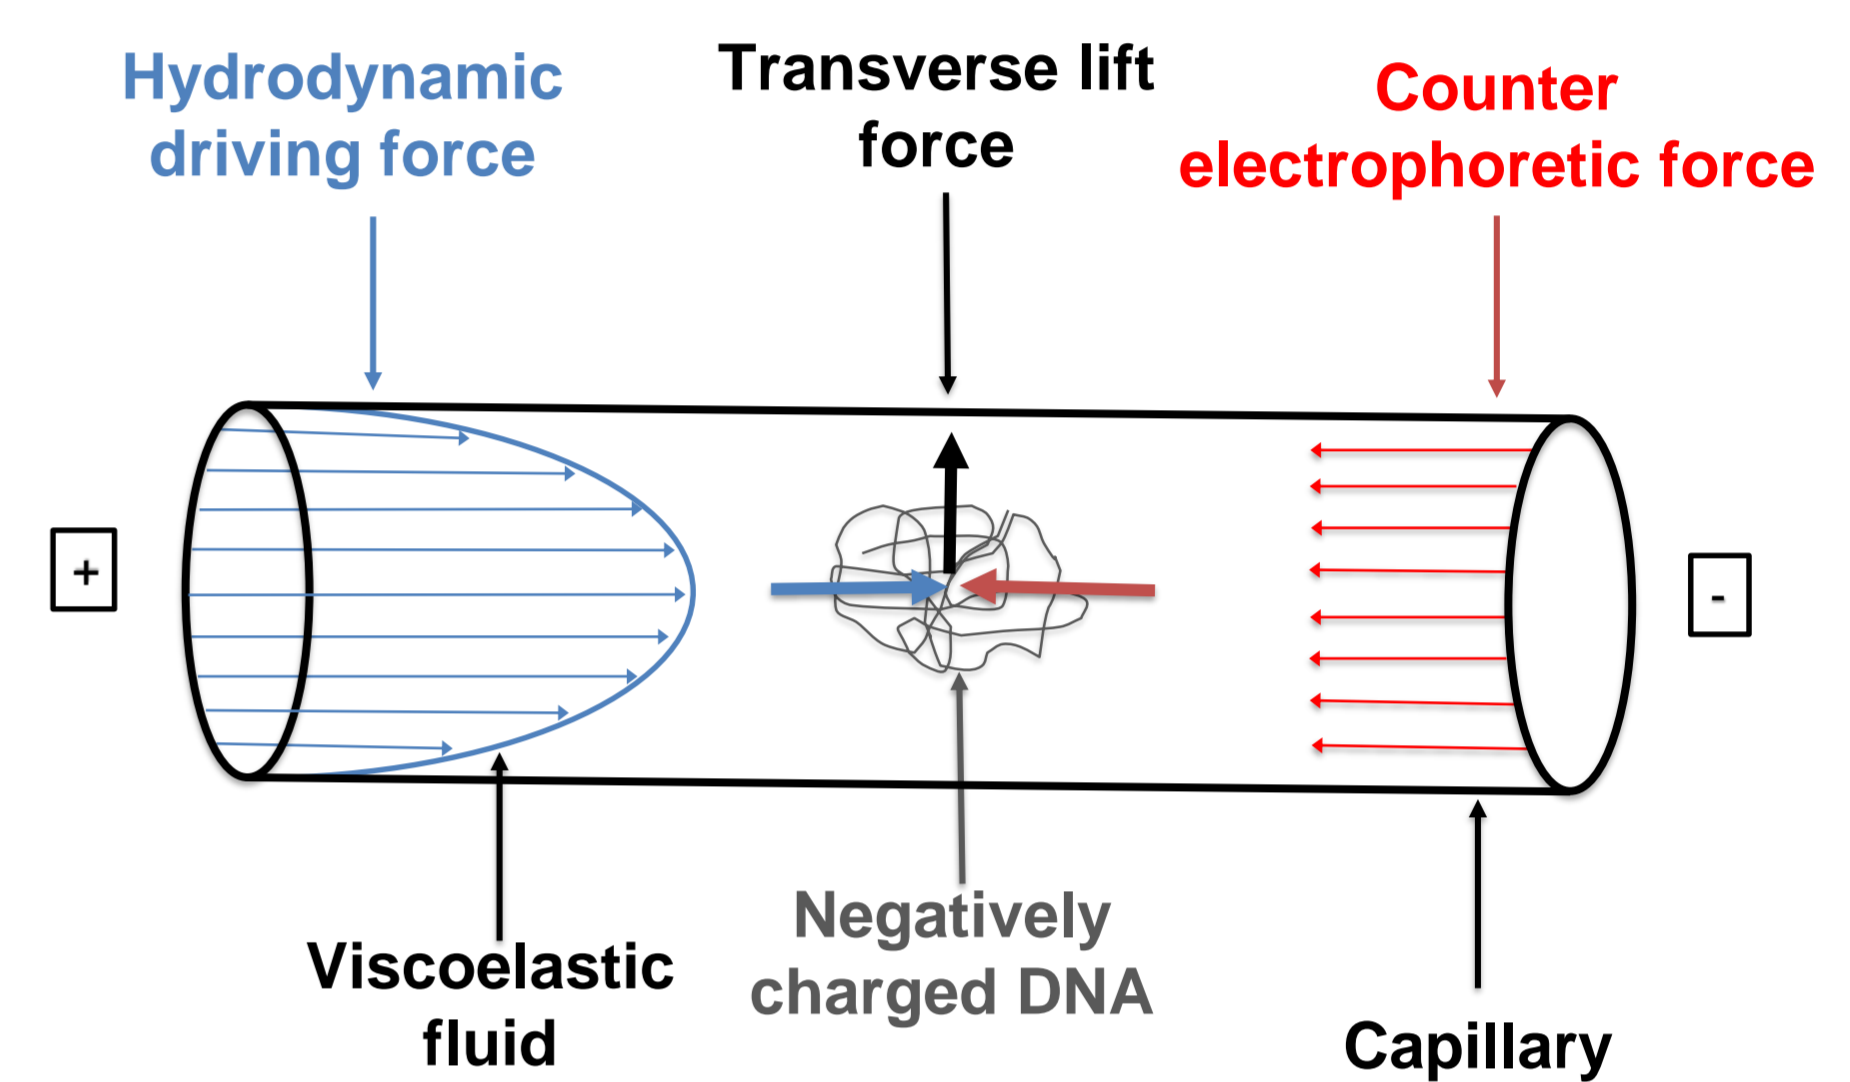 Hydrodynamic
driving force
Transverse lift
force
Counter
electrophoretic force
+
-
Viscoelastic
fluid
Negatively
charged DNA
Capillary